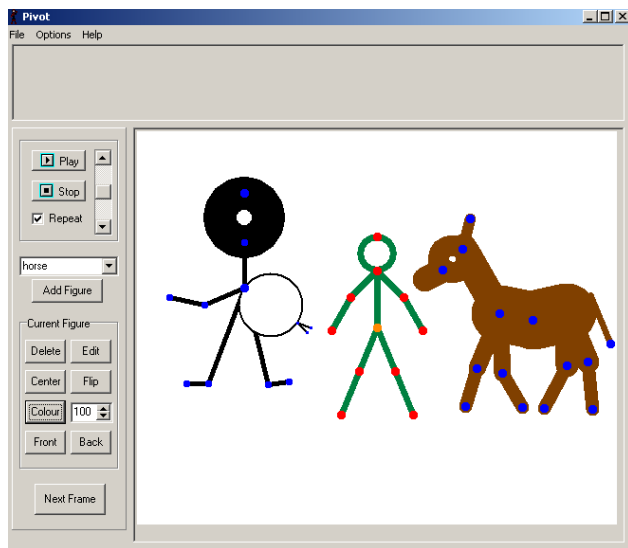 Pivot
File Options Help
Play
Stop
Repeat
horse
Add Figure
Current Figure
Delete Edit
Center Flip
Colour 100
Front Back
Next Frame